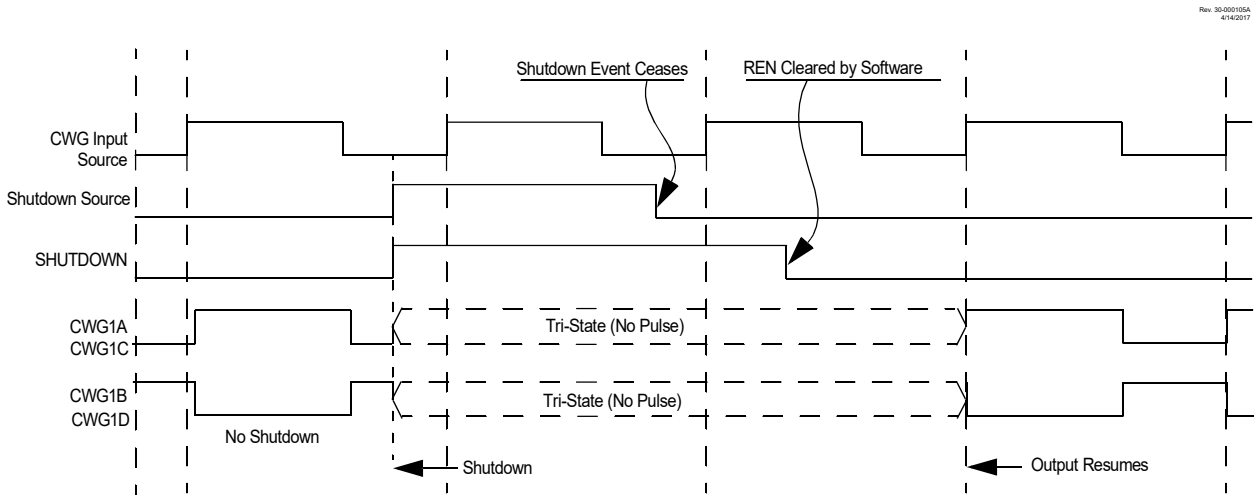 Rev. 30-000105A
4/14/2017
Shutdown Event Ceases
REN Cleared by Software
CWG Input
Source
Shutdown Source
SHUTDOWN
CWG1A
CWG1C
Tri-State (No Pulse)
CWG1B
CWG1D
Tri-State (No Pulse)
No Shutdown
Shutdown
Output Resumes